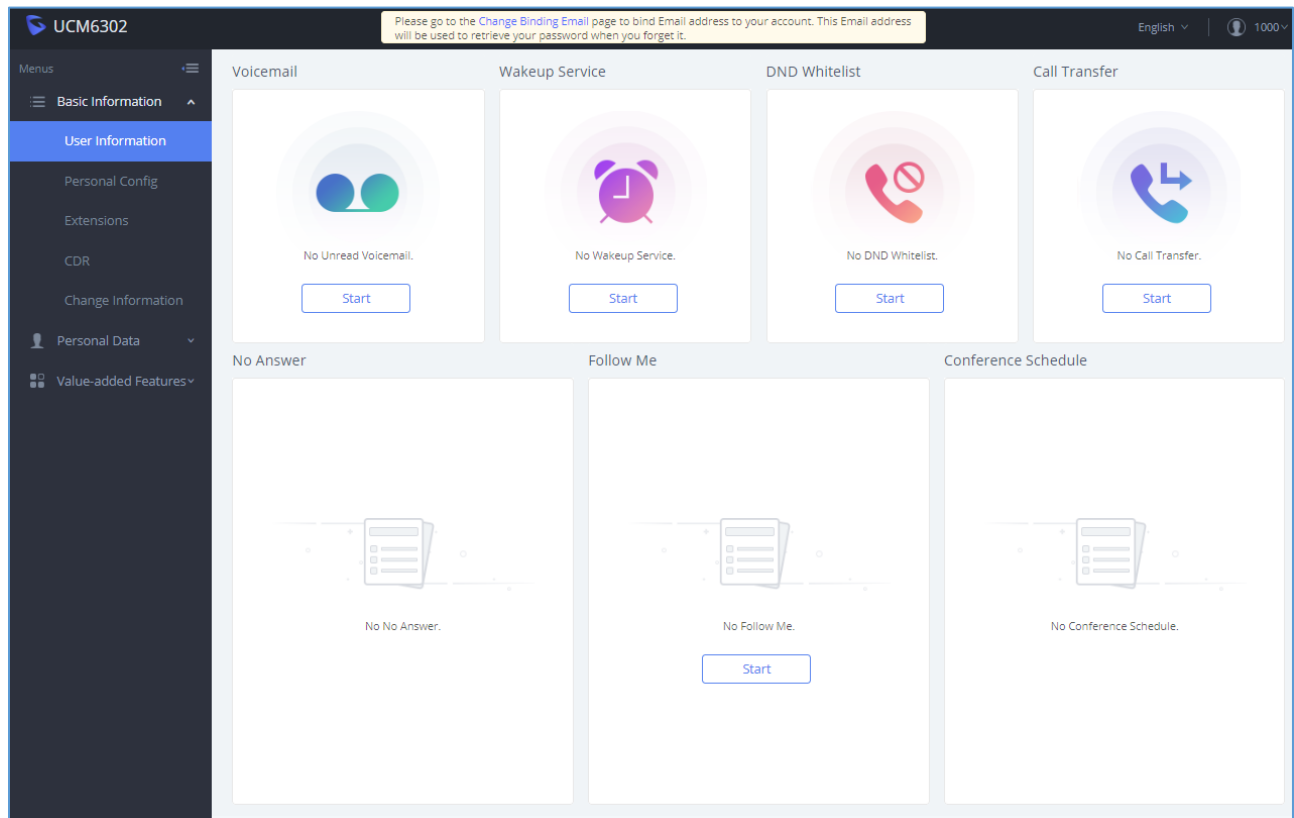 UCM6302
Please go to the Change Binding Email page to bind Email address to your account. This Email address
will be used to retrieve your password when you forget it.
English
1000
Menus
Basic Information
User Information
Personal Config
Extensions
CDR
Change Information
Personal Data
Value-added Features
Voicemail
No Unread Voicemail.
Start
Wakeup Service
No Wakeup Service.
Start
DND Whitelist
No DND Whitelist.
Start
Call Transfer
No Call Transfer.
Start
No Answer
No No Answer.
Follow Me
No Follow Me.
Start
Conference Schedule
No Conference Schedule.